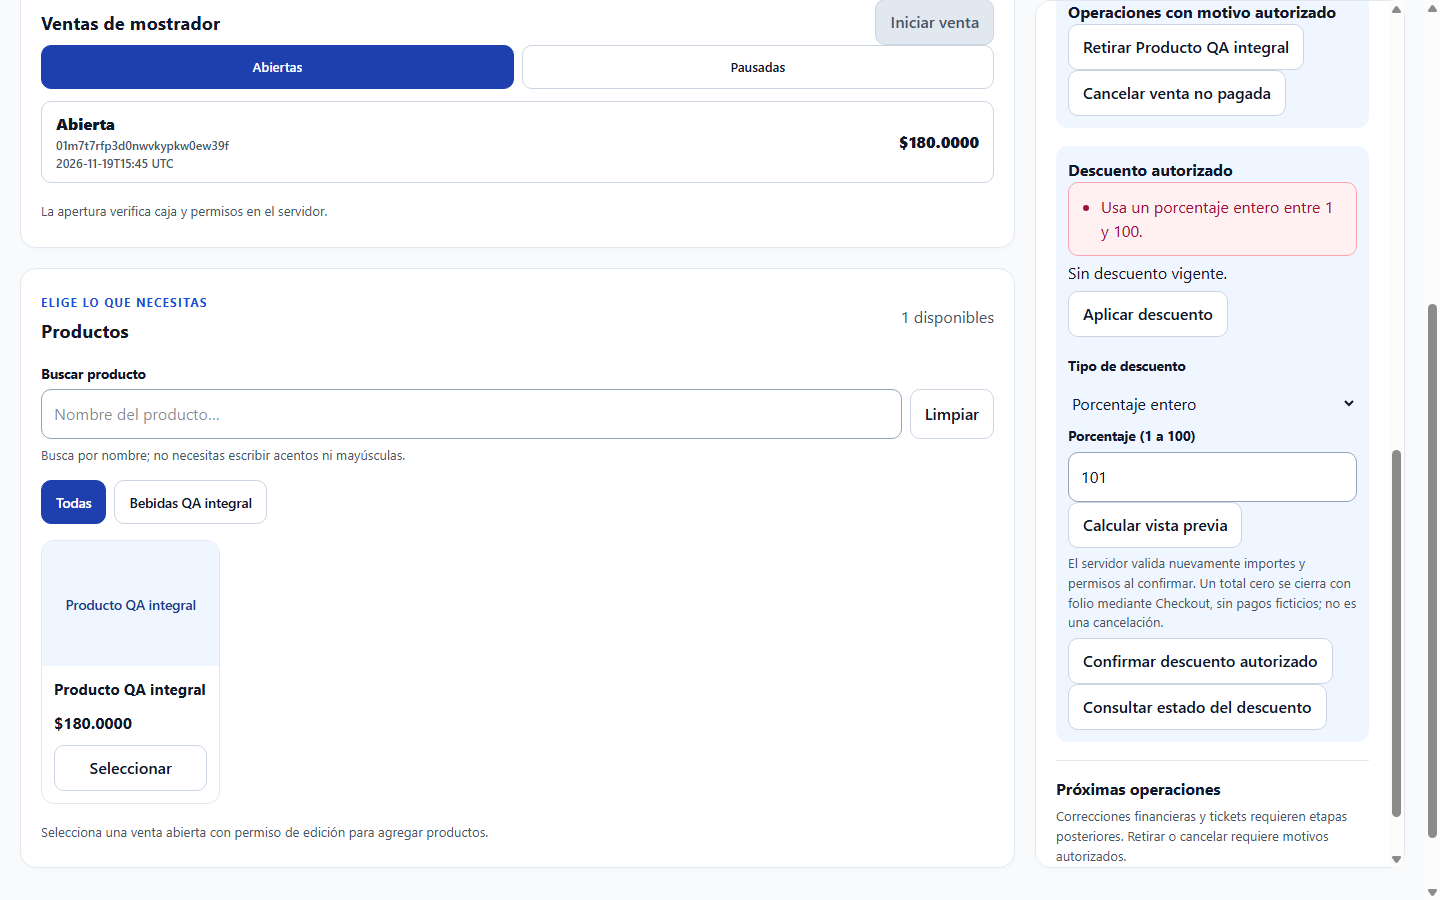 Ventas de mostrador
Iniciar venta
Abiertas
Pausadas
Abierta
01m7t7rfp3d0nwvkypkw0ew39f
2026-11-19T15:45 UTC
$180.0000
La apertura verifica caja y permisos en el servidor.
ELIGE LO QUE NECESITAS
Productos
1 disponibles
Buscar producto
Nombre del producto...
Limpiar
Busca por nombre; no necesitas escribir acentos ni mayúsculas.
Todas
Bebidas QA integral
Producto QA integral
Producto QA integral
$180.0000
Seleccionar
Selecciona una venta abierta con permiso de edición para agregar productos.
Operaciones con motivo autorizado
Retirar Producto QA integral
Cancelar venta no pagada
Descuento autorizado
Usa un porcentaje entero entre 1
y 100.
Sin descuento vigente.
Aplicar descuento
Tipo de descuento
Porcentaje entero
Porcentaje (1 a 100)
101
Calcular vista previa
El servidor valida nuevamente importes y
permisos al confirmar. Un total cero se cierra con
folio mediante Checkout, sin pagos ficticios; no es
una cancelación.
Confirmar descuento autorizado
Consultar estado del descuento
Próximas operaciones
Correcciones financieras y tickets requieren etapas
posteriores. Retirar o cancelar requiere motivos
autorizados.